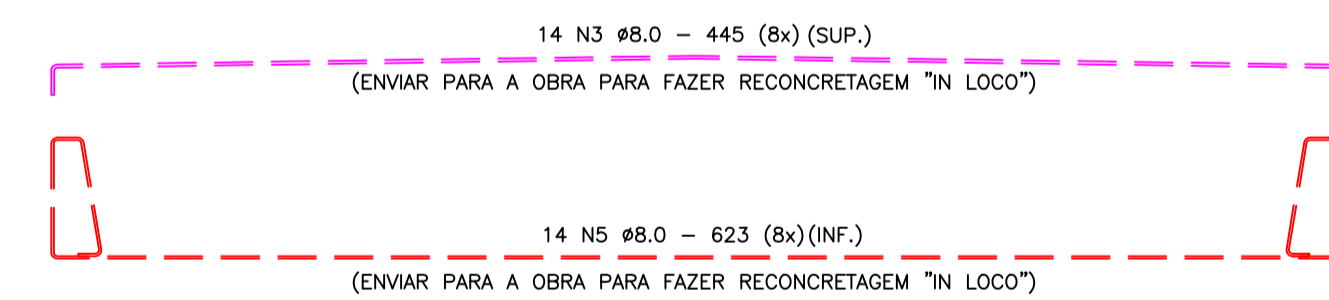 14 N3 ø8.0 – 445 (8x) (SUP.)
(ENVIAR PARA A OBRA PARA FAZER RECONCRETAGEM "IN LOCO")
14 N5 ø8.0 – 623 (8x)(INF.)
(ENVIAR PARA A OBRA PARA FAZER RECONCRETAGEM "IN LOCO")